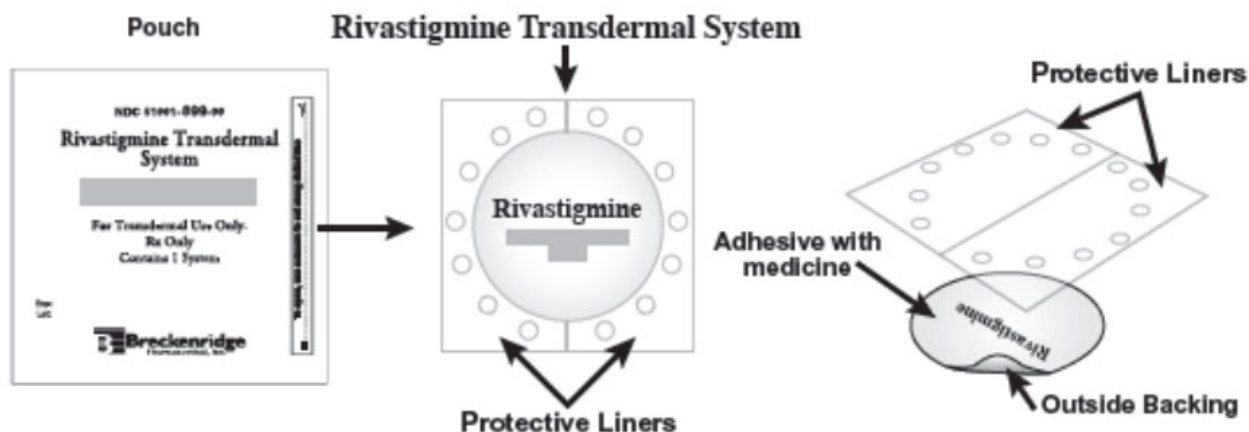 Pouch
NDC
Rivastigmine Transdermal
System
For Transdermal Use Only.
Rx Only
Contains 1 System
Breckenridge
Rivastigmine Transdermal System
Rivastigmine
Protective Liners
Protective Liners
Adhesive with
medicine
Rivastigmine
Outside Backing